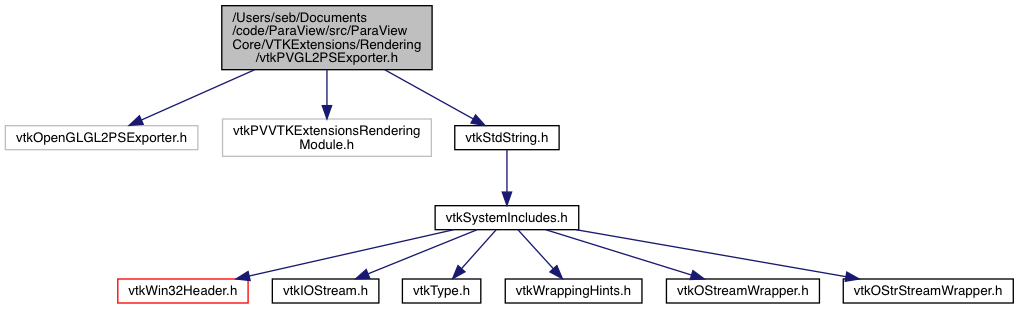 /Users/seb/Documents
/code/ParaView/src/ParaView
Core/VTKExtensions/Rendering
/vtkPVGL2PSExporter.h
vtkOpenGLGL2PSExporter.h
vtkPVVTKExtensionsRendering
Module.h
vtkStdString.h
vtkSystemIncludes.h
vtkWin32Header.h
vtkIOStream.h
vtkType.h
vtkWrappingHints.h
vtkOStreamWrapper.h
vtkOStrStreamWrapper.h